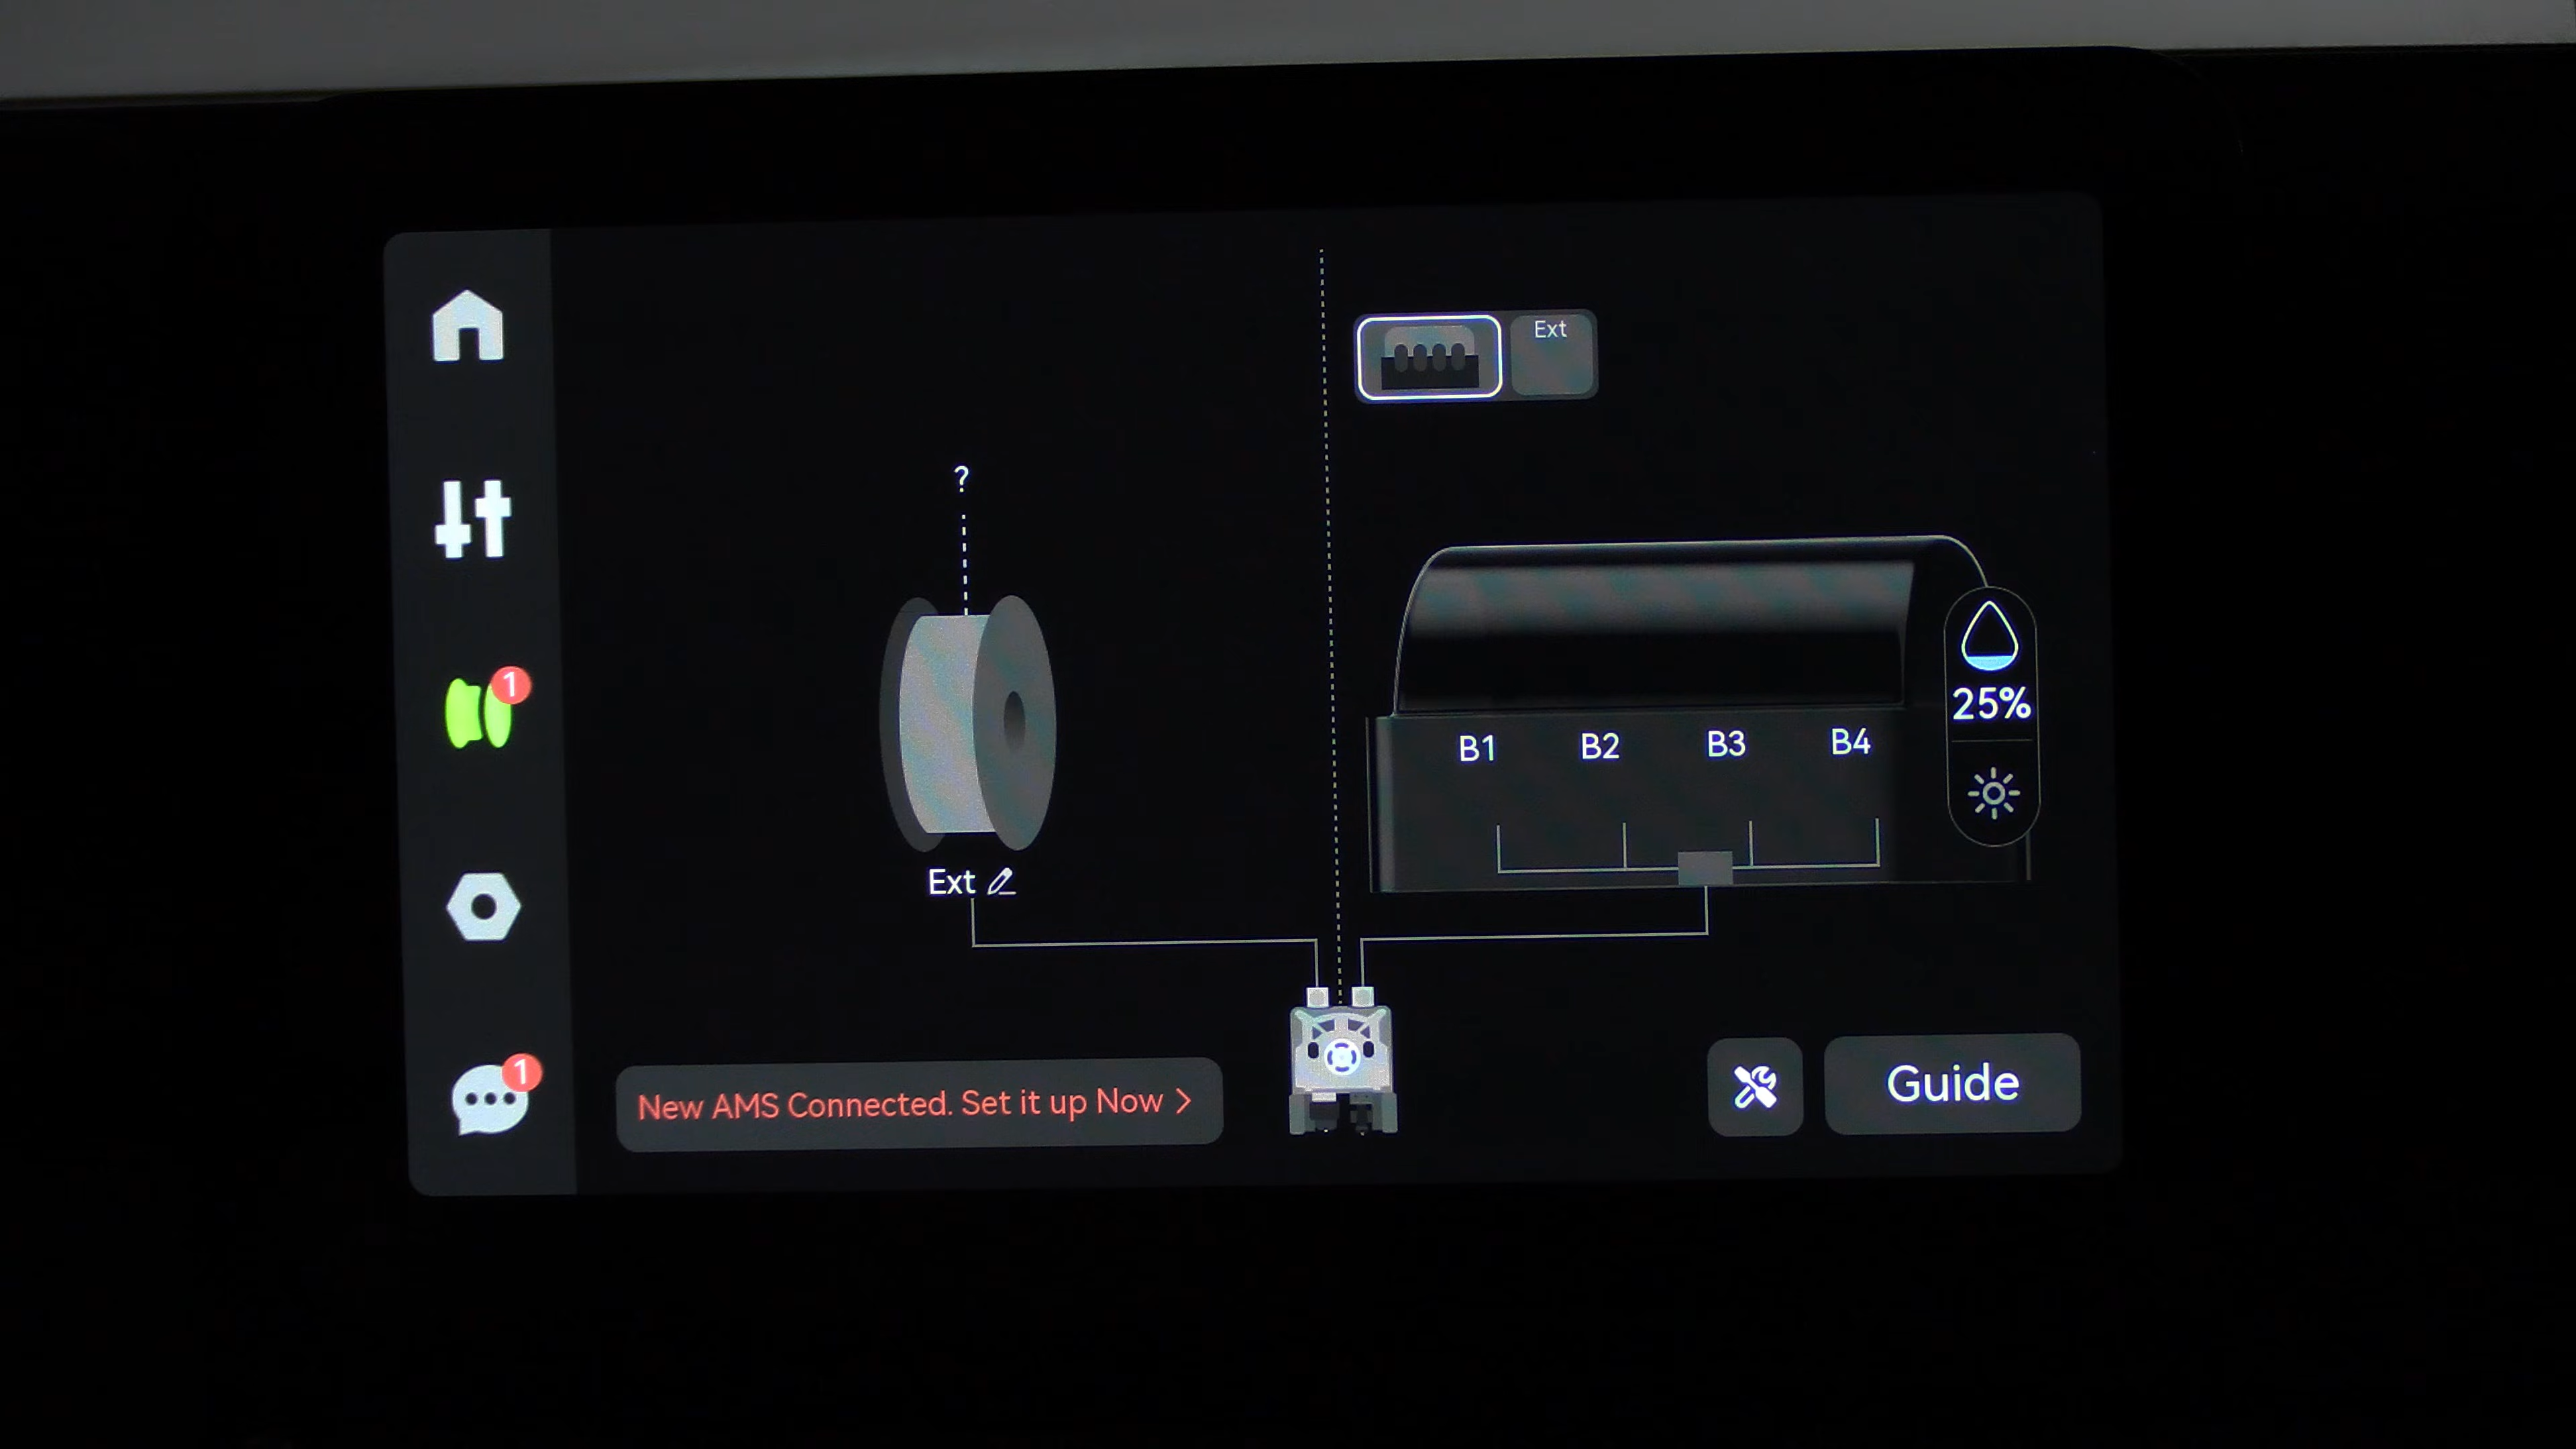 Ext
?
25%
B1 B2 B3 B4
1
Ext
1
New AMS Connected. Set it up Now >
Guide